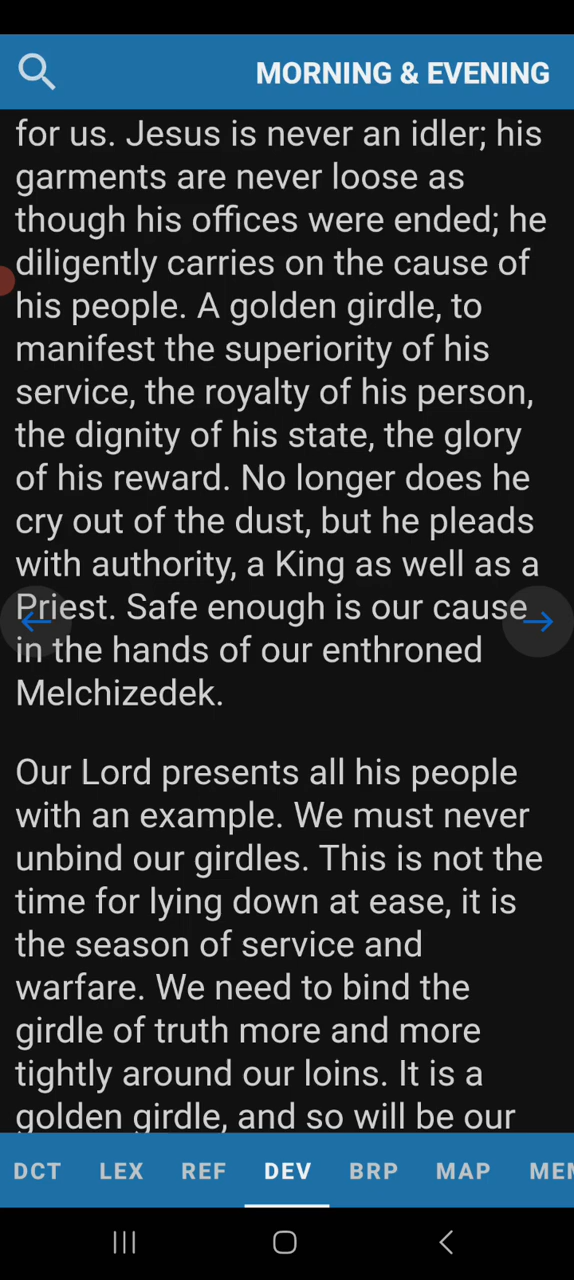 MORNING & EVENING
for us. Jesus is never an idler; his
garments are never loose as
though his offices were ended; he
diligently carries on the cause of
his people. A golden girdle, to
manifest the superiority of his
service, the royalty of his person,
the dignity of his state, the glory
of his reward. No longer does he
cry out of the dust, but he pleads
with authority, a King as well as a
Priest. Safe enough is our cause
in the hands of our enthroned
Melchizedek.
Our Lord presents all his people
with an example. We must never
unbind our girdles. This is not the
time for lying down at ease, it is
the season of service and
warfare. We need to bind the
girdle of truth more and more
tightly around our loins. It is a
golden girdle, and so will be our
DCT LEX REF DEV BRP MAP MEM